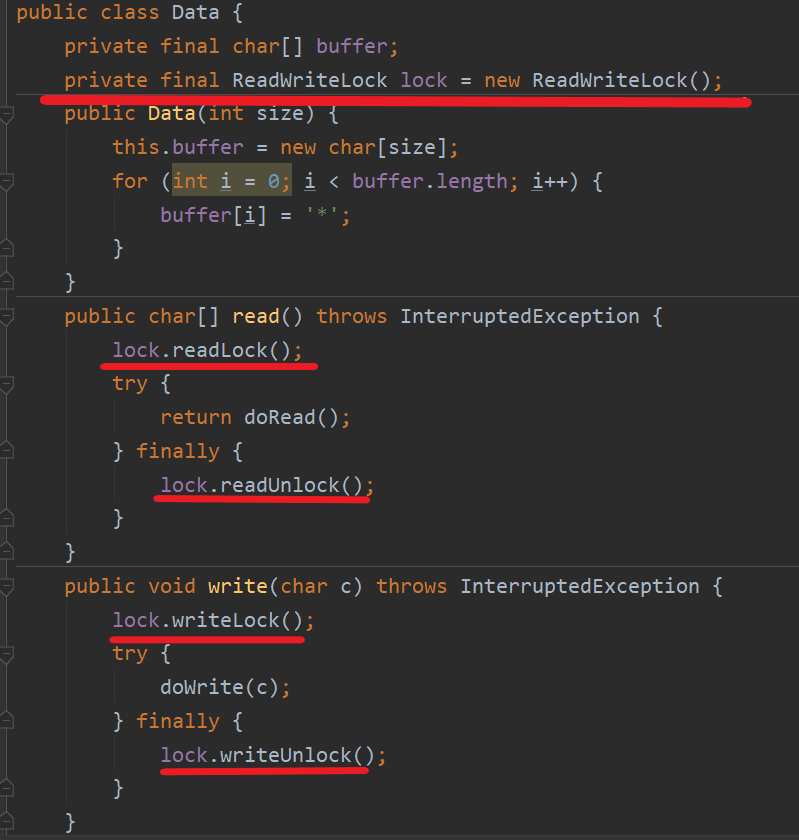 public class Data {
    private final char[] buffer;
    private final ReadWriteLock lock = new ReadWriteLock();
    public Data(int size) {
        this.buffer = new char[size];
        for (int i = 0; i < buffer.length; i++) {
            buffer[i] = '*';
        }
    }
    public char[] read() throws InterruptedException {
        lock.readLock();
        try {
            return doRead();
        } finally {
            lock.readUnlock();
        }
    }
    public void write(char c) throws InterruptedException {
        lock.writeLock();
        try {
            doWrite(c);
        } finally {
            lock.writeUnlock();
        }
    }